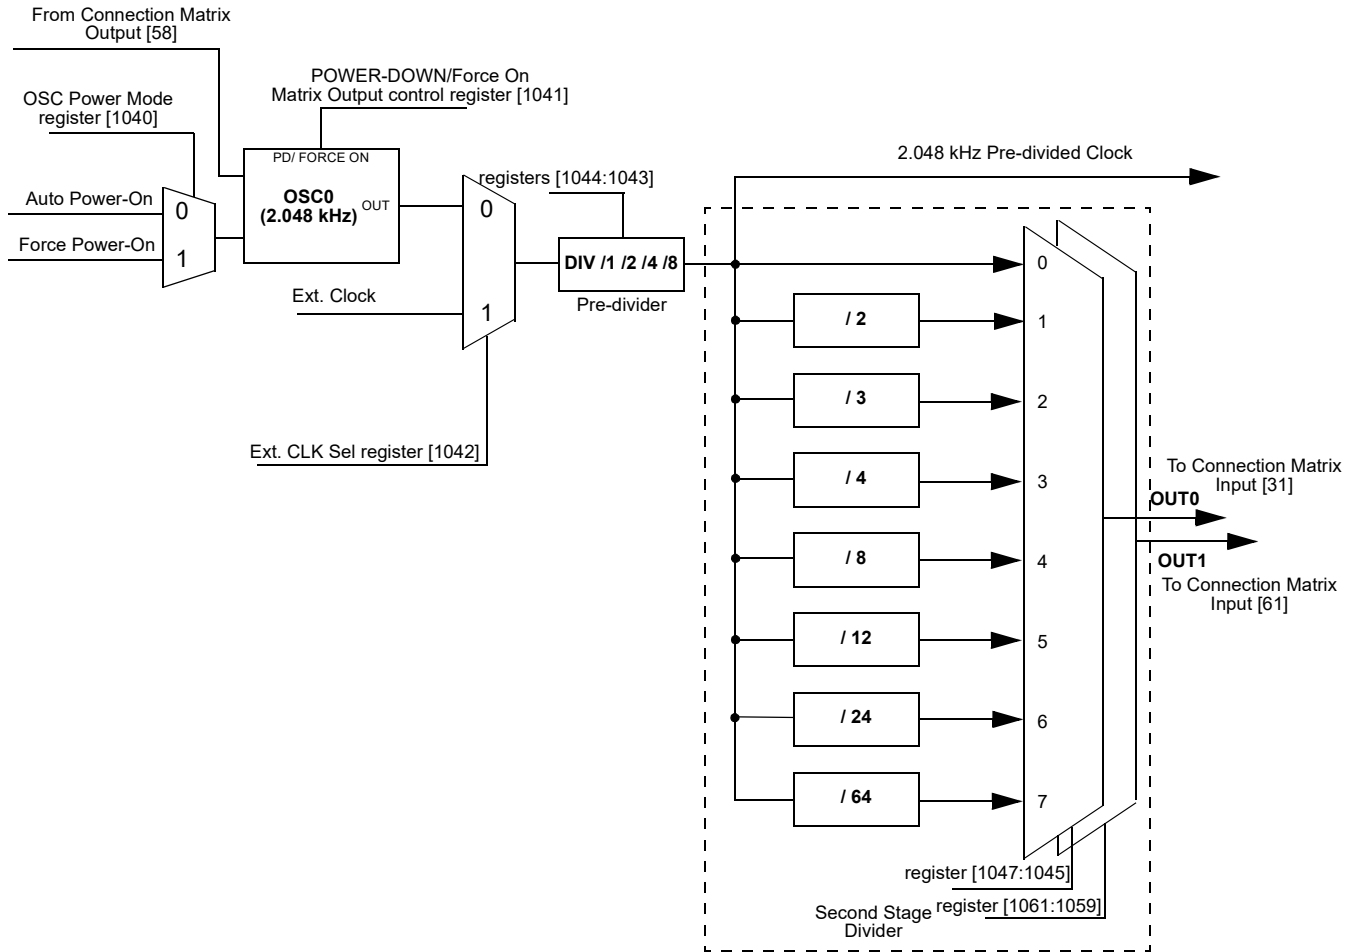 From Connection Matrix
Output [58]
POWER-DOWN/Force On
Matrix Output control register [1041]
OSC Power Mode
register [1040]
PD/ FORCE ON
OSC0
(2.048 kHz)
OUT
Auto Power-On
Force Power-On
0
1
Ext. Clock
0
1
Ext. CLK Sel register [1042]
registers [1044:1043]
DIV /1 /2 /4 /8
Pre-divider
2.048 kHz Pre-divided Clock
0
/ 2
1
/ 3
2
/ 4
3
/ 8
4
/ 12
5
/ 24
6
/ 64
7
To Connection Matrix
Input [31]
OUT0
OUT1
To Connection Matrix
Input [61]
register [1047:1045]
register [1061:1059]
Second Stage
Divider